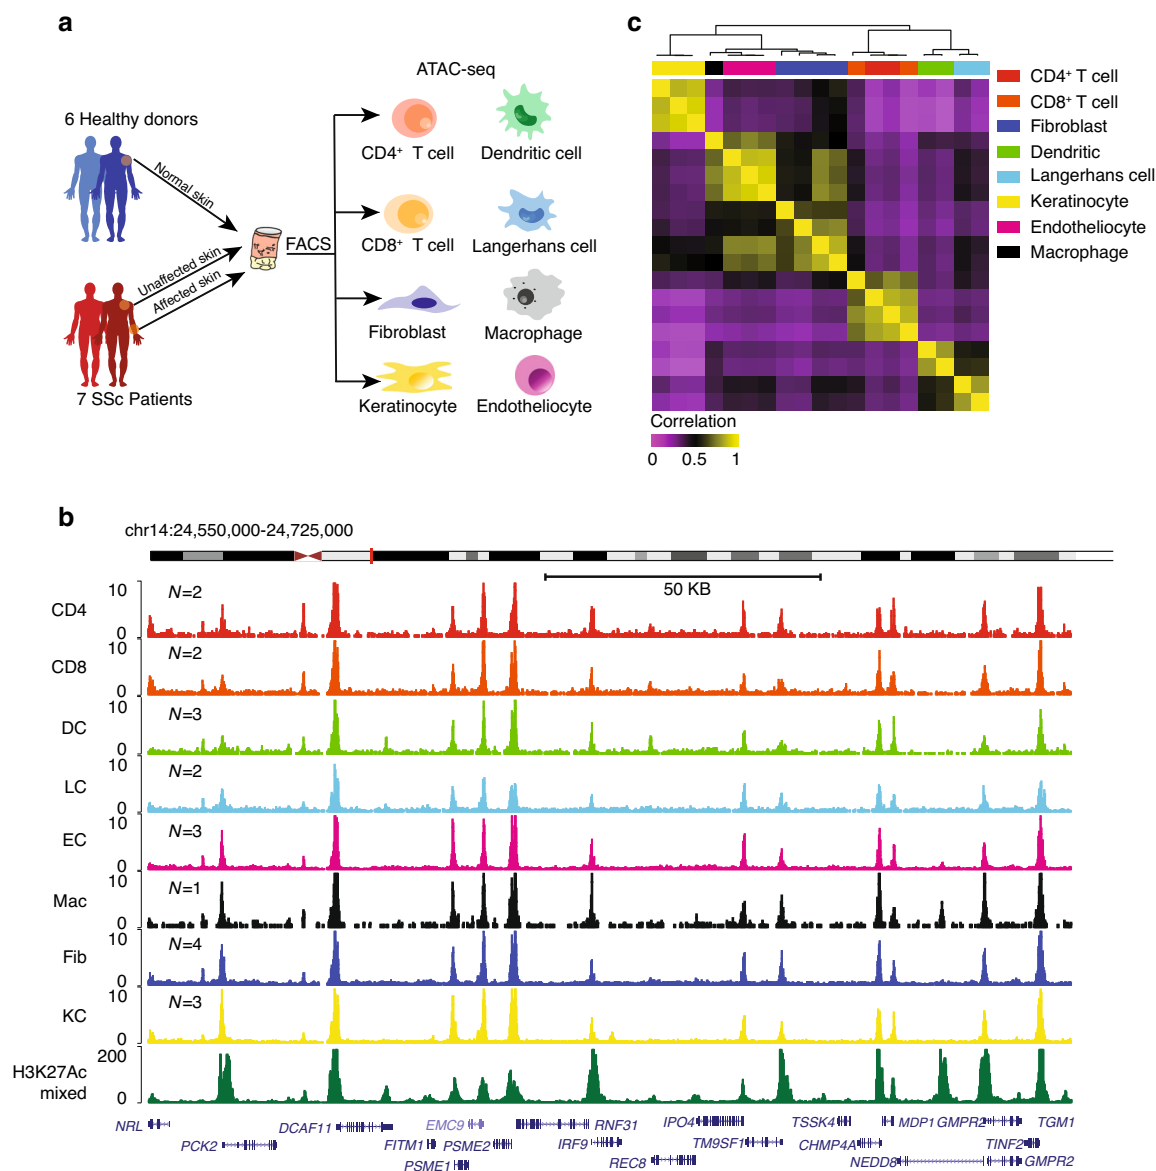 a
ATAC-seq
6 Healthy donors
Normal skin
Unaffected skin
Affected skin
7 SSc Patients
FACS
CD4+ T cell
Dendritic cell
CD8+ T cell
Langerhans cell
Fibroblast
Macrophage
Keratinocyte
Endotheliocyte
c
CD4+ T cell
CD8+ T cell
Fibroblast
Dendritic
Langerhans cell
Keratinocyte
Endotheliocyte
Macrophage
Correlation
0 0.5 1
b
chr14:24,550,000-24,725,000
50 KB
CD4 10 0 N=2
CD8 10 0 N=2
DC 10 0 N=3
LC 10 0 N=2
EC 10 0 N=3
Mac 10 0 N=1
Fib 10 0 N=4
KC 10 0 N=3
H3K27Ac mixed 200 0
NRL DCAF11 EMC9 RNF31 IPO4 TSSK4 MDP1 GMPR2 TGM1
PCK2 FITM1 PSME2 IRF9 TM9SF1 CHMP4A TINF2
PSME1 REC8 NEDD8 GMPR2